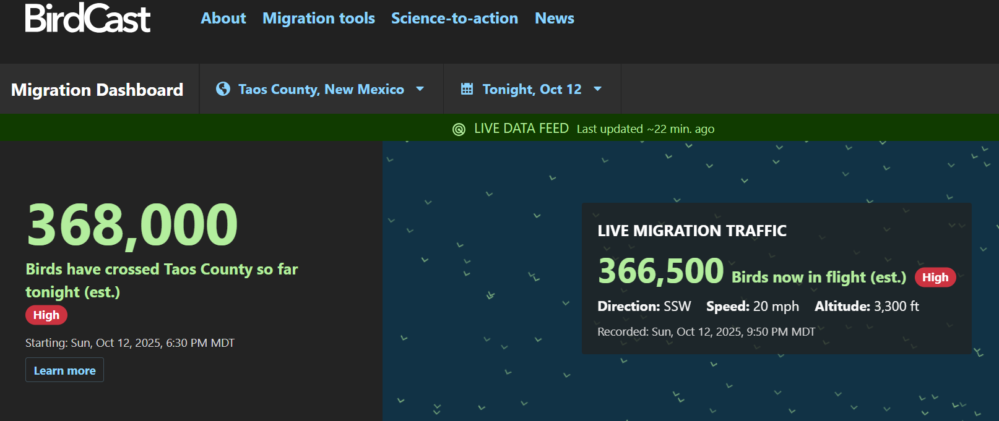 BirdCast
About Migration tools Science-to-action News
Migration Dashboard Taos County, New Mexico Tonight, Oct 12
LIVE DATA FEED Last updated ~22 min. ago
368,000
Birds have crossed Taos County so far
tonight (est.)
High
Starting: Sun, Oct 12, 2025, 6:30 PM MDT
Learn more
LIVE MIGRATION TRAFFIC
366,500 Birds now in flight (est.) High
Direction: SSW Speed: 20 mph Altitude: 3,300 ft
Recorded: Sun, Oct 12, 2025, 9:50 PM MDT